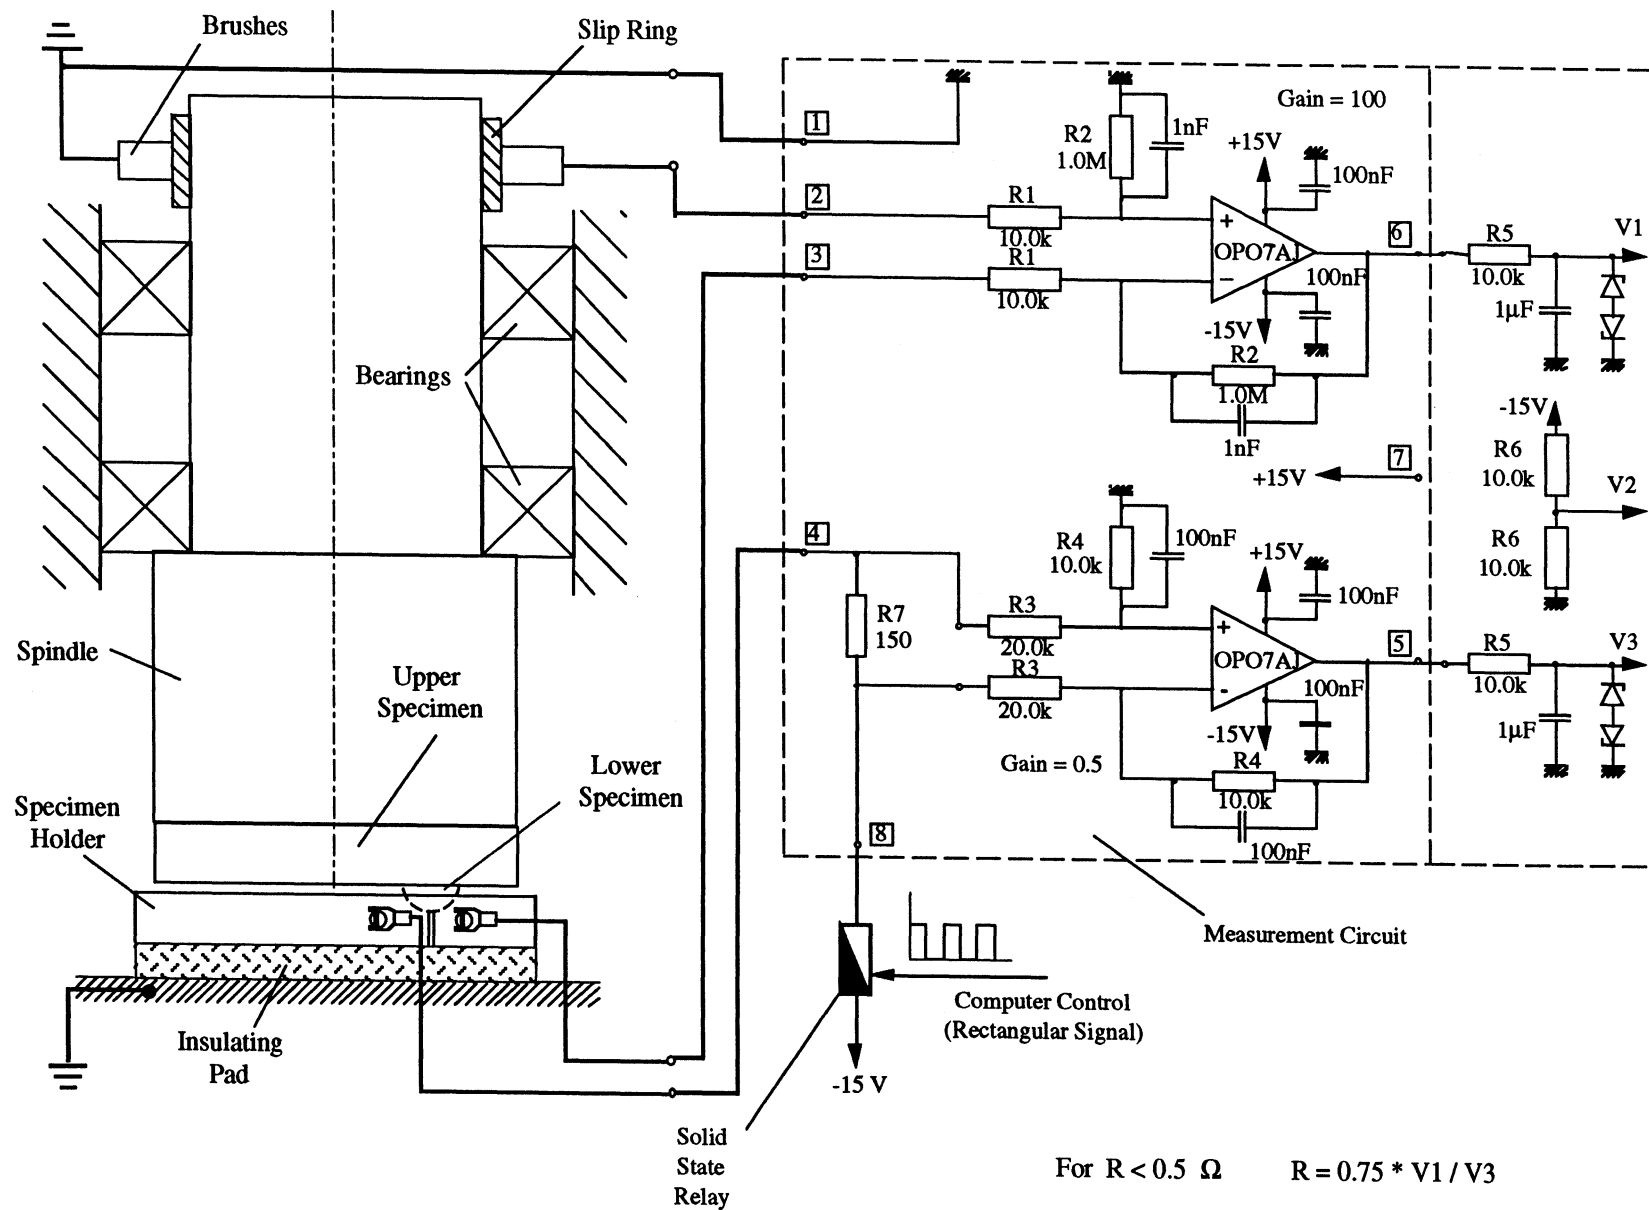 Brushes
Slip Ring
Gain = 100
1
R2
1.0M
1nF
+15V
100nF
2
R1
10.0k
+
OPO7AJ
-
3
R1
10.0k
100nF
-15V
6
R5
10.0k
V1
1µF
R2
1.0M
1nF
Bearings
-15V
R6
10.0k
V2
R6
10.0k
7
+15V
4
R4
10.0k
100nF
+15V
100nF
R7
150
R3
20.0k
+
OPO7AJ
-
R3
20.0k
100nF
-15V
5
R5
10.0k
V3
1µF
Gain = 0.5
R4
10.0k
100nF
Spindle
Upper
Specimen
Lower
Specimen
Specimen
Holder
8
Measurement Circuit
Computer Control
(Rectangular Signal)
Insulating
Pad
-15 V
Solid
State
Relay
For R < 0.5 Ω R = 0.75 * V1 / V3